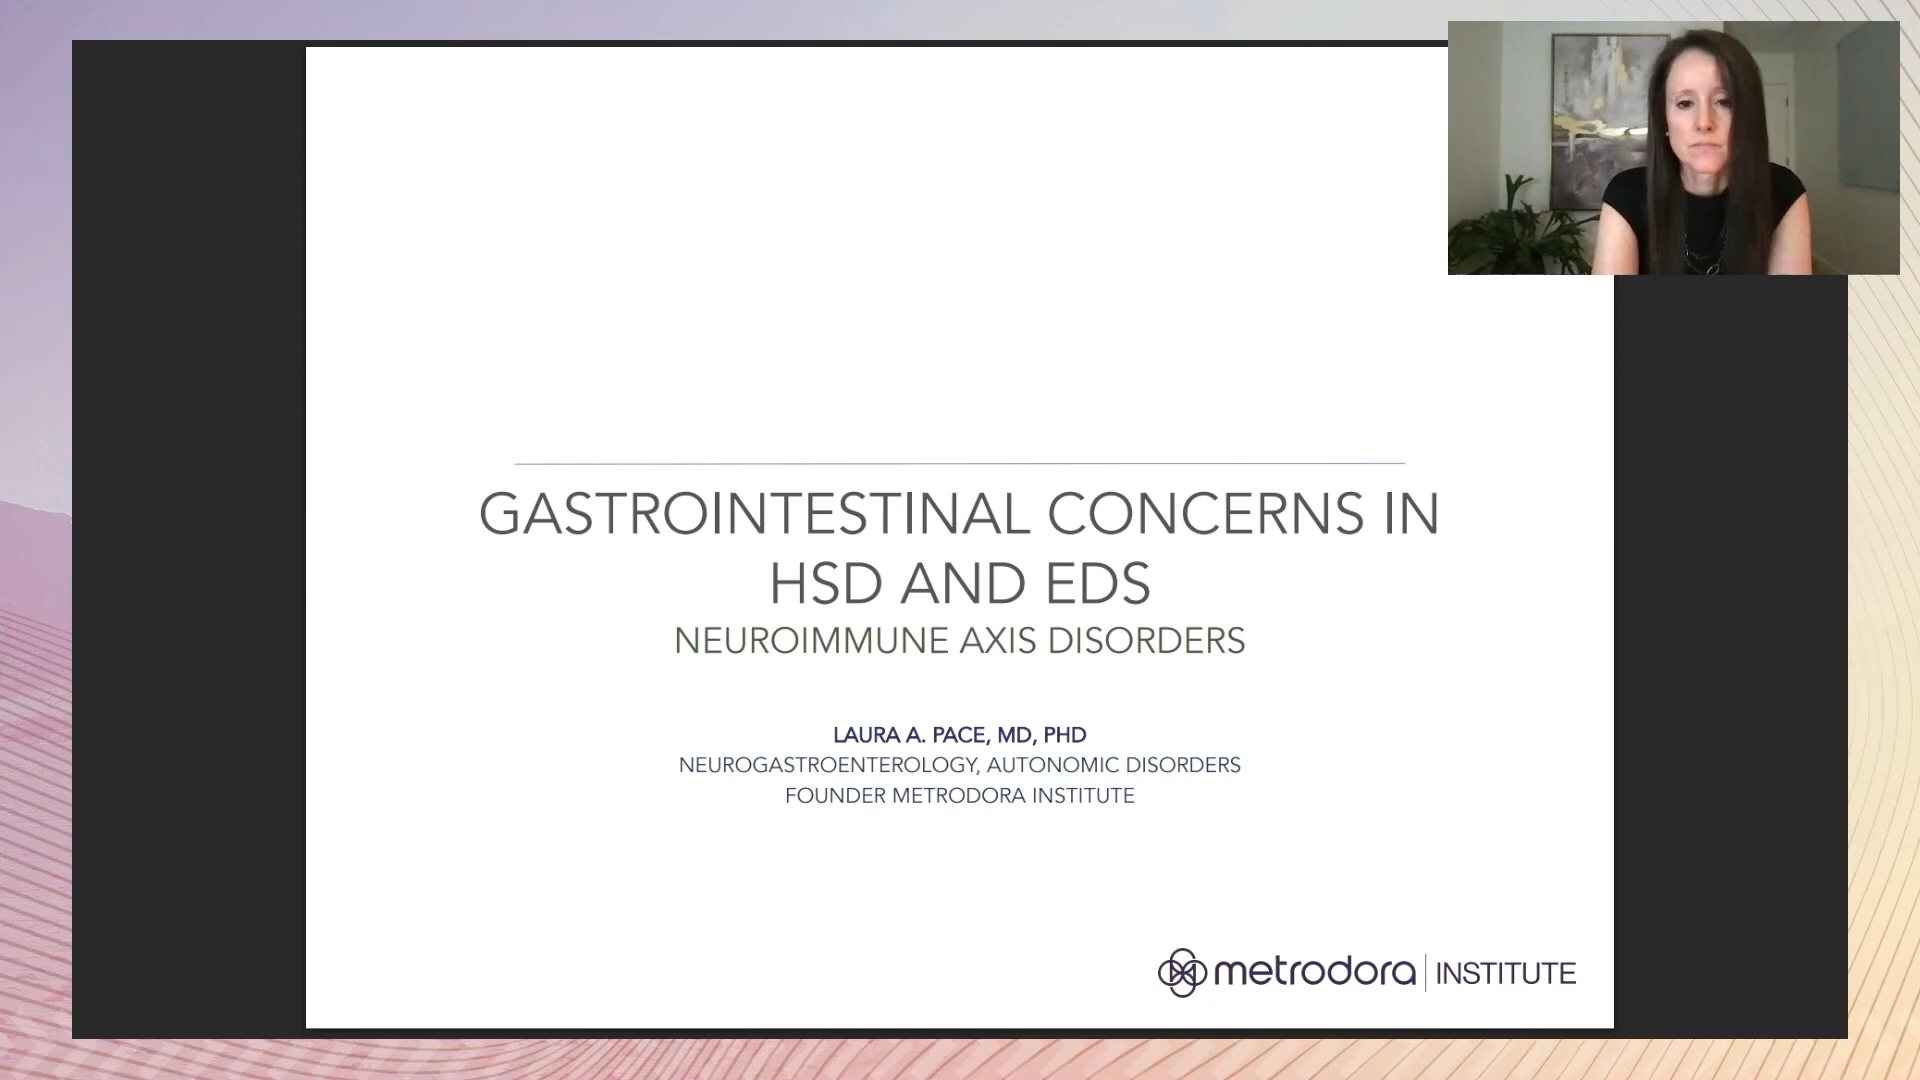 GASTROINTESTINAL CONCERNS IN
HSD AND EDS
NEUROIMMUNE AXIS DISORDERS
LAURA A. PACE, MD, PHD
NEUROGASTROENTEROLOGY, AUTONOMIC DISORDERS
FOUNDER METRODORA INSTITUTE
metrodora INSTITUTE